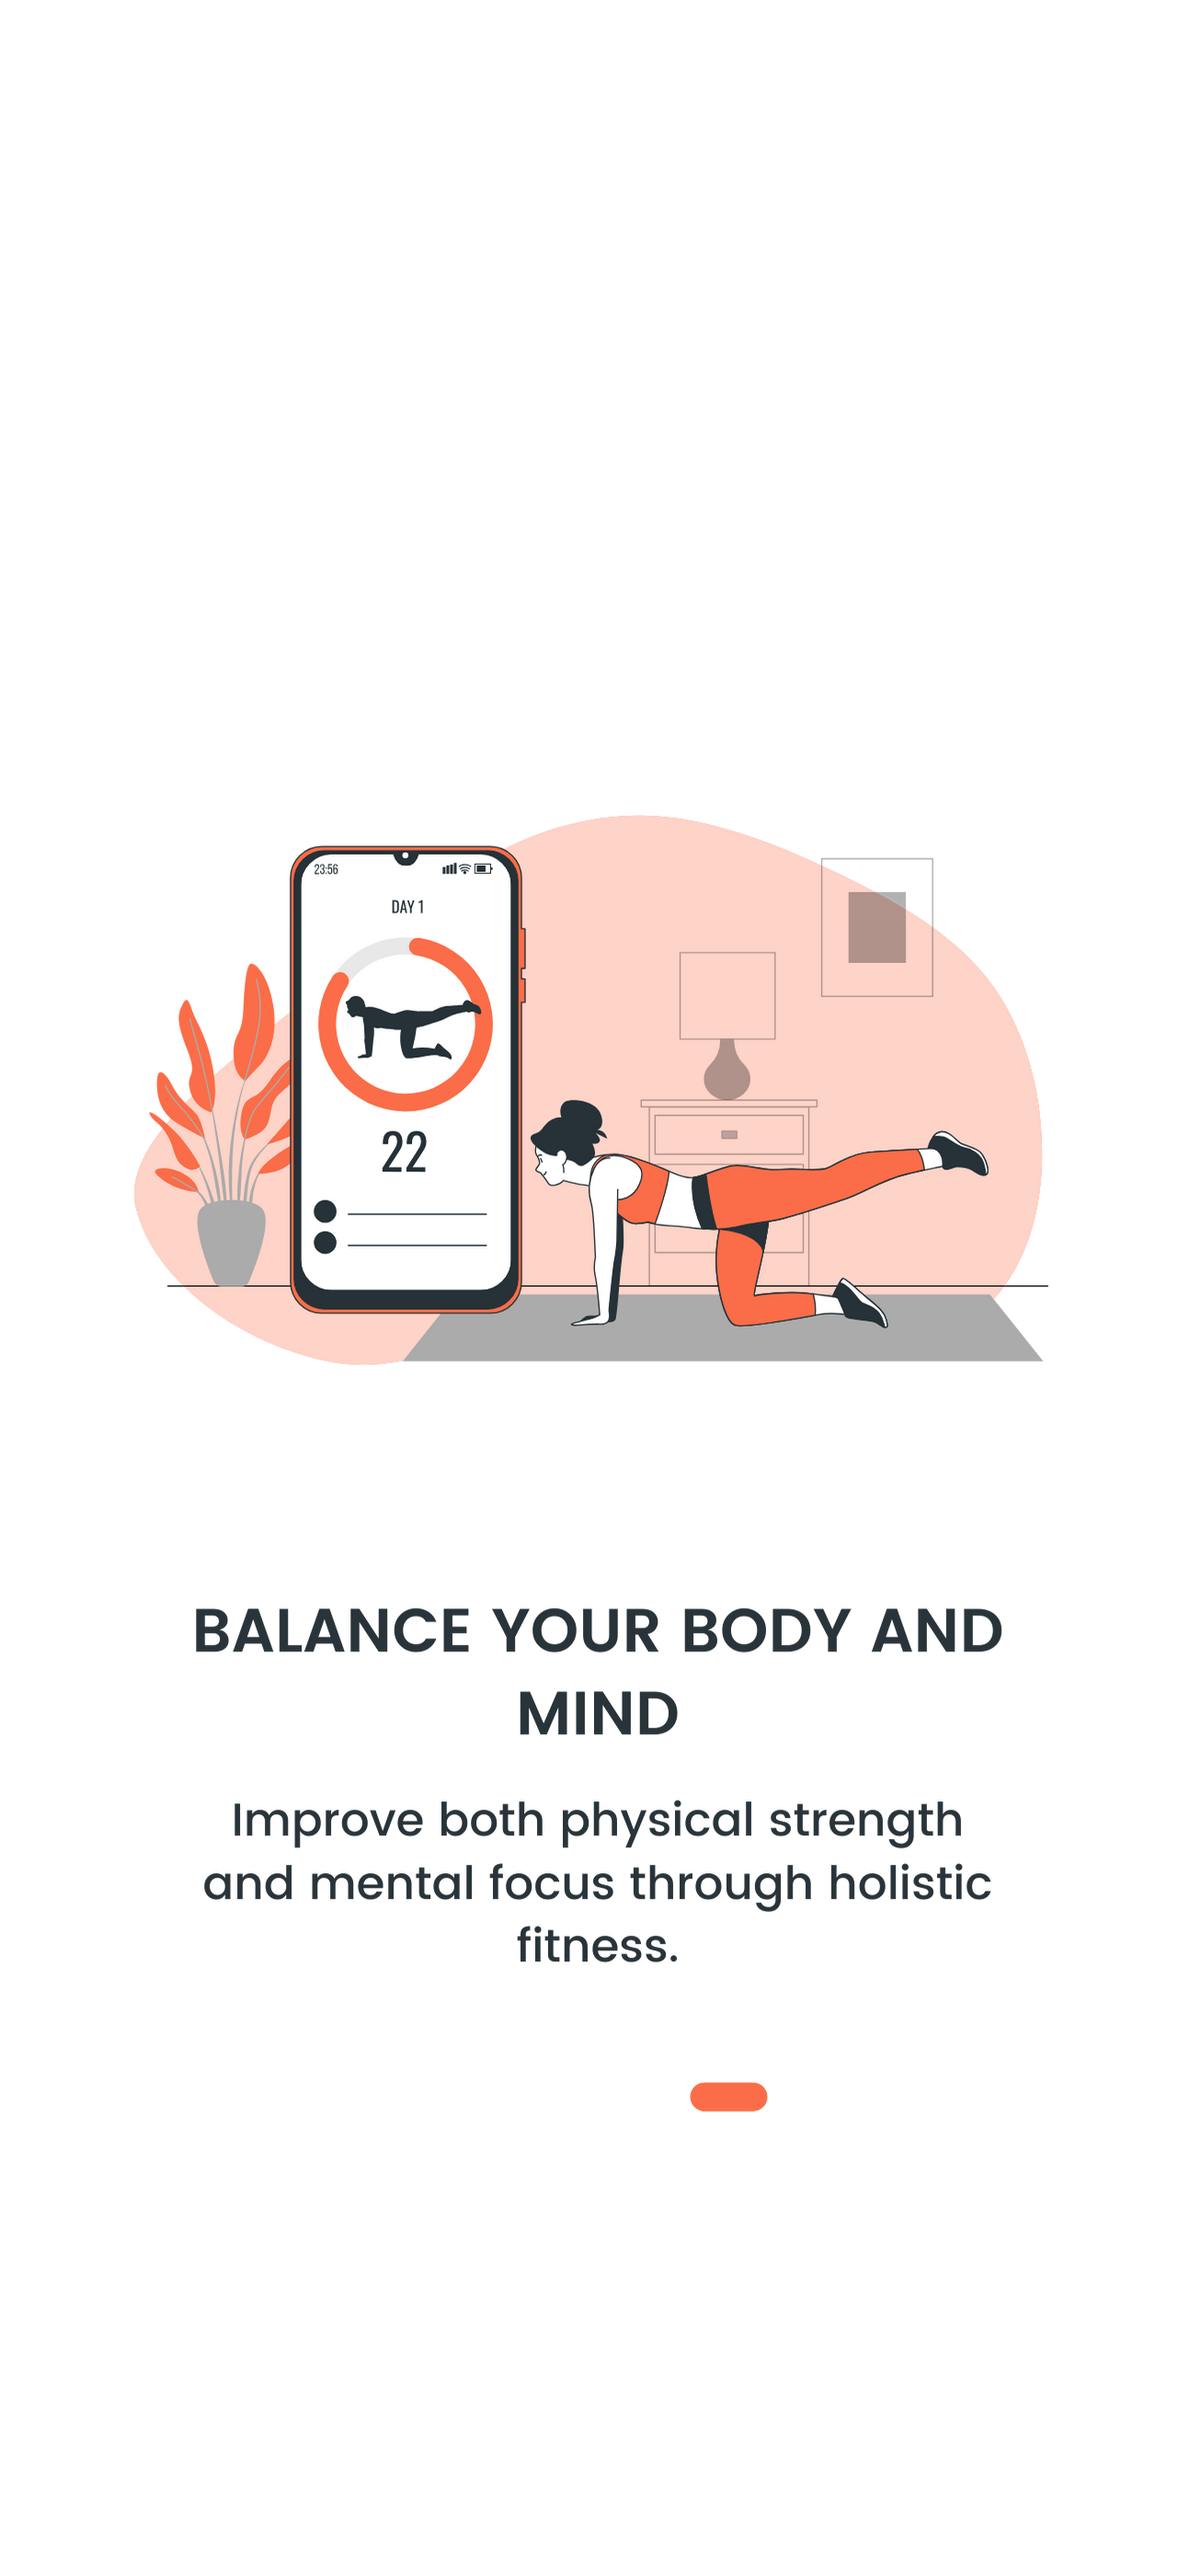 23:56
DAY 1
22
BALANCE YOUR BODY AND
MIND
Improve both physical strength
and mental focus through holistic
fitness.